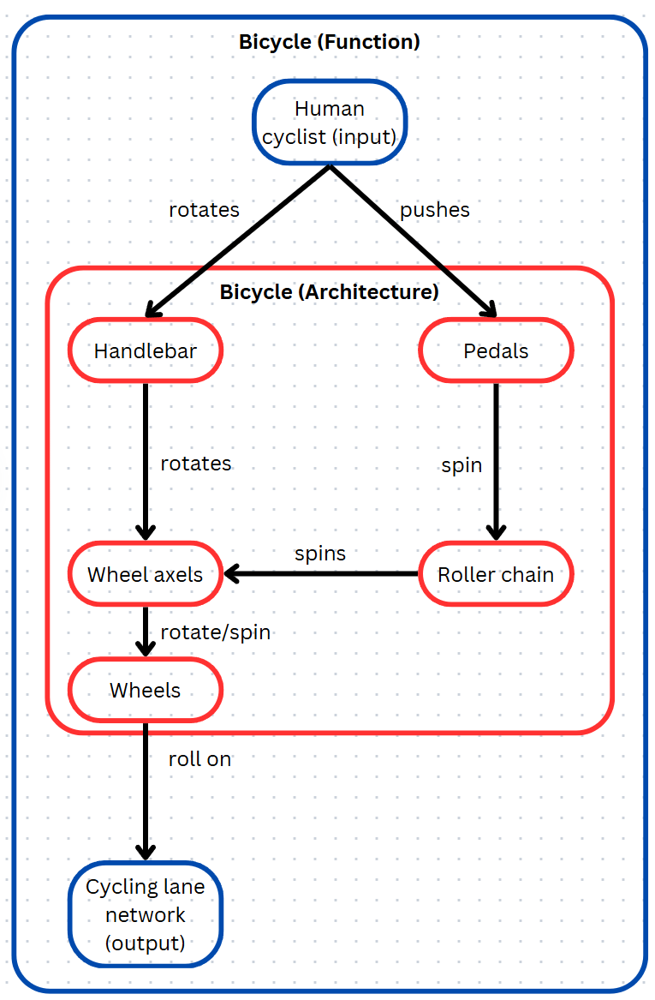 Bicycle (Function)
Human
cyclist (input)
rotates
pushes
Bicycle (Architecture)
Handlebar
Pedals
rotates
spin
spins
Wheel axels
Roller chain
rotate/spin
Wheels
roll on
Cycling lane
network
(output)